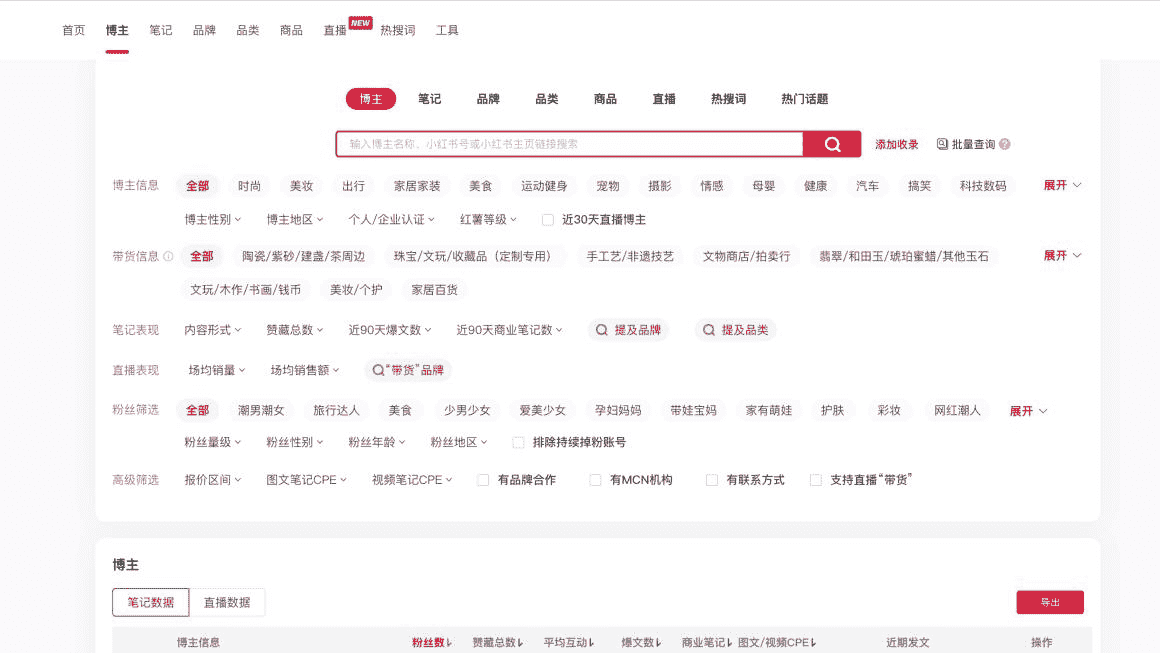 首页 博主 笔记 品牌 品类 商品 直播 NEW 热搜词 工具
博主 笔记 品牌 品类 商品 直播 热搜词 热门话题
输入博主名称、小红书号或小红书主页链接搜索 添加收录 批量查询 ?
博主信息 全部 时尚 美妆 出行 家居家装 美食 运动健身 宠物 摄影 情感 母婴 健康 汽车 搞笑 科技数码 展开
博主性别 博主地区 个人/企业认证 红薯等级 近30天直播博主
带货信息 全部 陶瓷/紫砂/建盏/茶周边 珠宝/文玩/收藏品（定制专用） 手工艺/非遗技艺 文物商店/拍卖行 翡翠/和田玉/琥珀蜜蜡/其他玉石 展开
文玩/木作/书画/钱币 美妆/个护 家居百货
笔记表现 内容形式 赞藏总数 近90天爆文数 近90天商业笔记数 提及品牌 提及品类
直播表现 场均销量 场均销售额 “带货”品牌
粉丝筛选 全部 潮男潮女 旅行达人 美食 少男少女 爱美少女 孕妇妈妈 带娃宝妈 家有萌娃 护肤 彩妆 网红潮人 展开
粉丝量级 粉丝性别 粉丝年龄 粉丝地区 排除持续掉粉账号
高级筛选 报价区间 图文笔记CPE 视频笔记CPE 有品牌合作 有MCN机构 有联系方式 支持直播“带货”
博主
笔记数据 直播数据 导出
博主信息 粉丝数 赞藏总数 平均互动 爆文数 商业笔记 图文/视频CPE 近期发文 操作